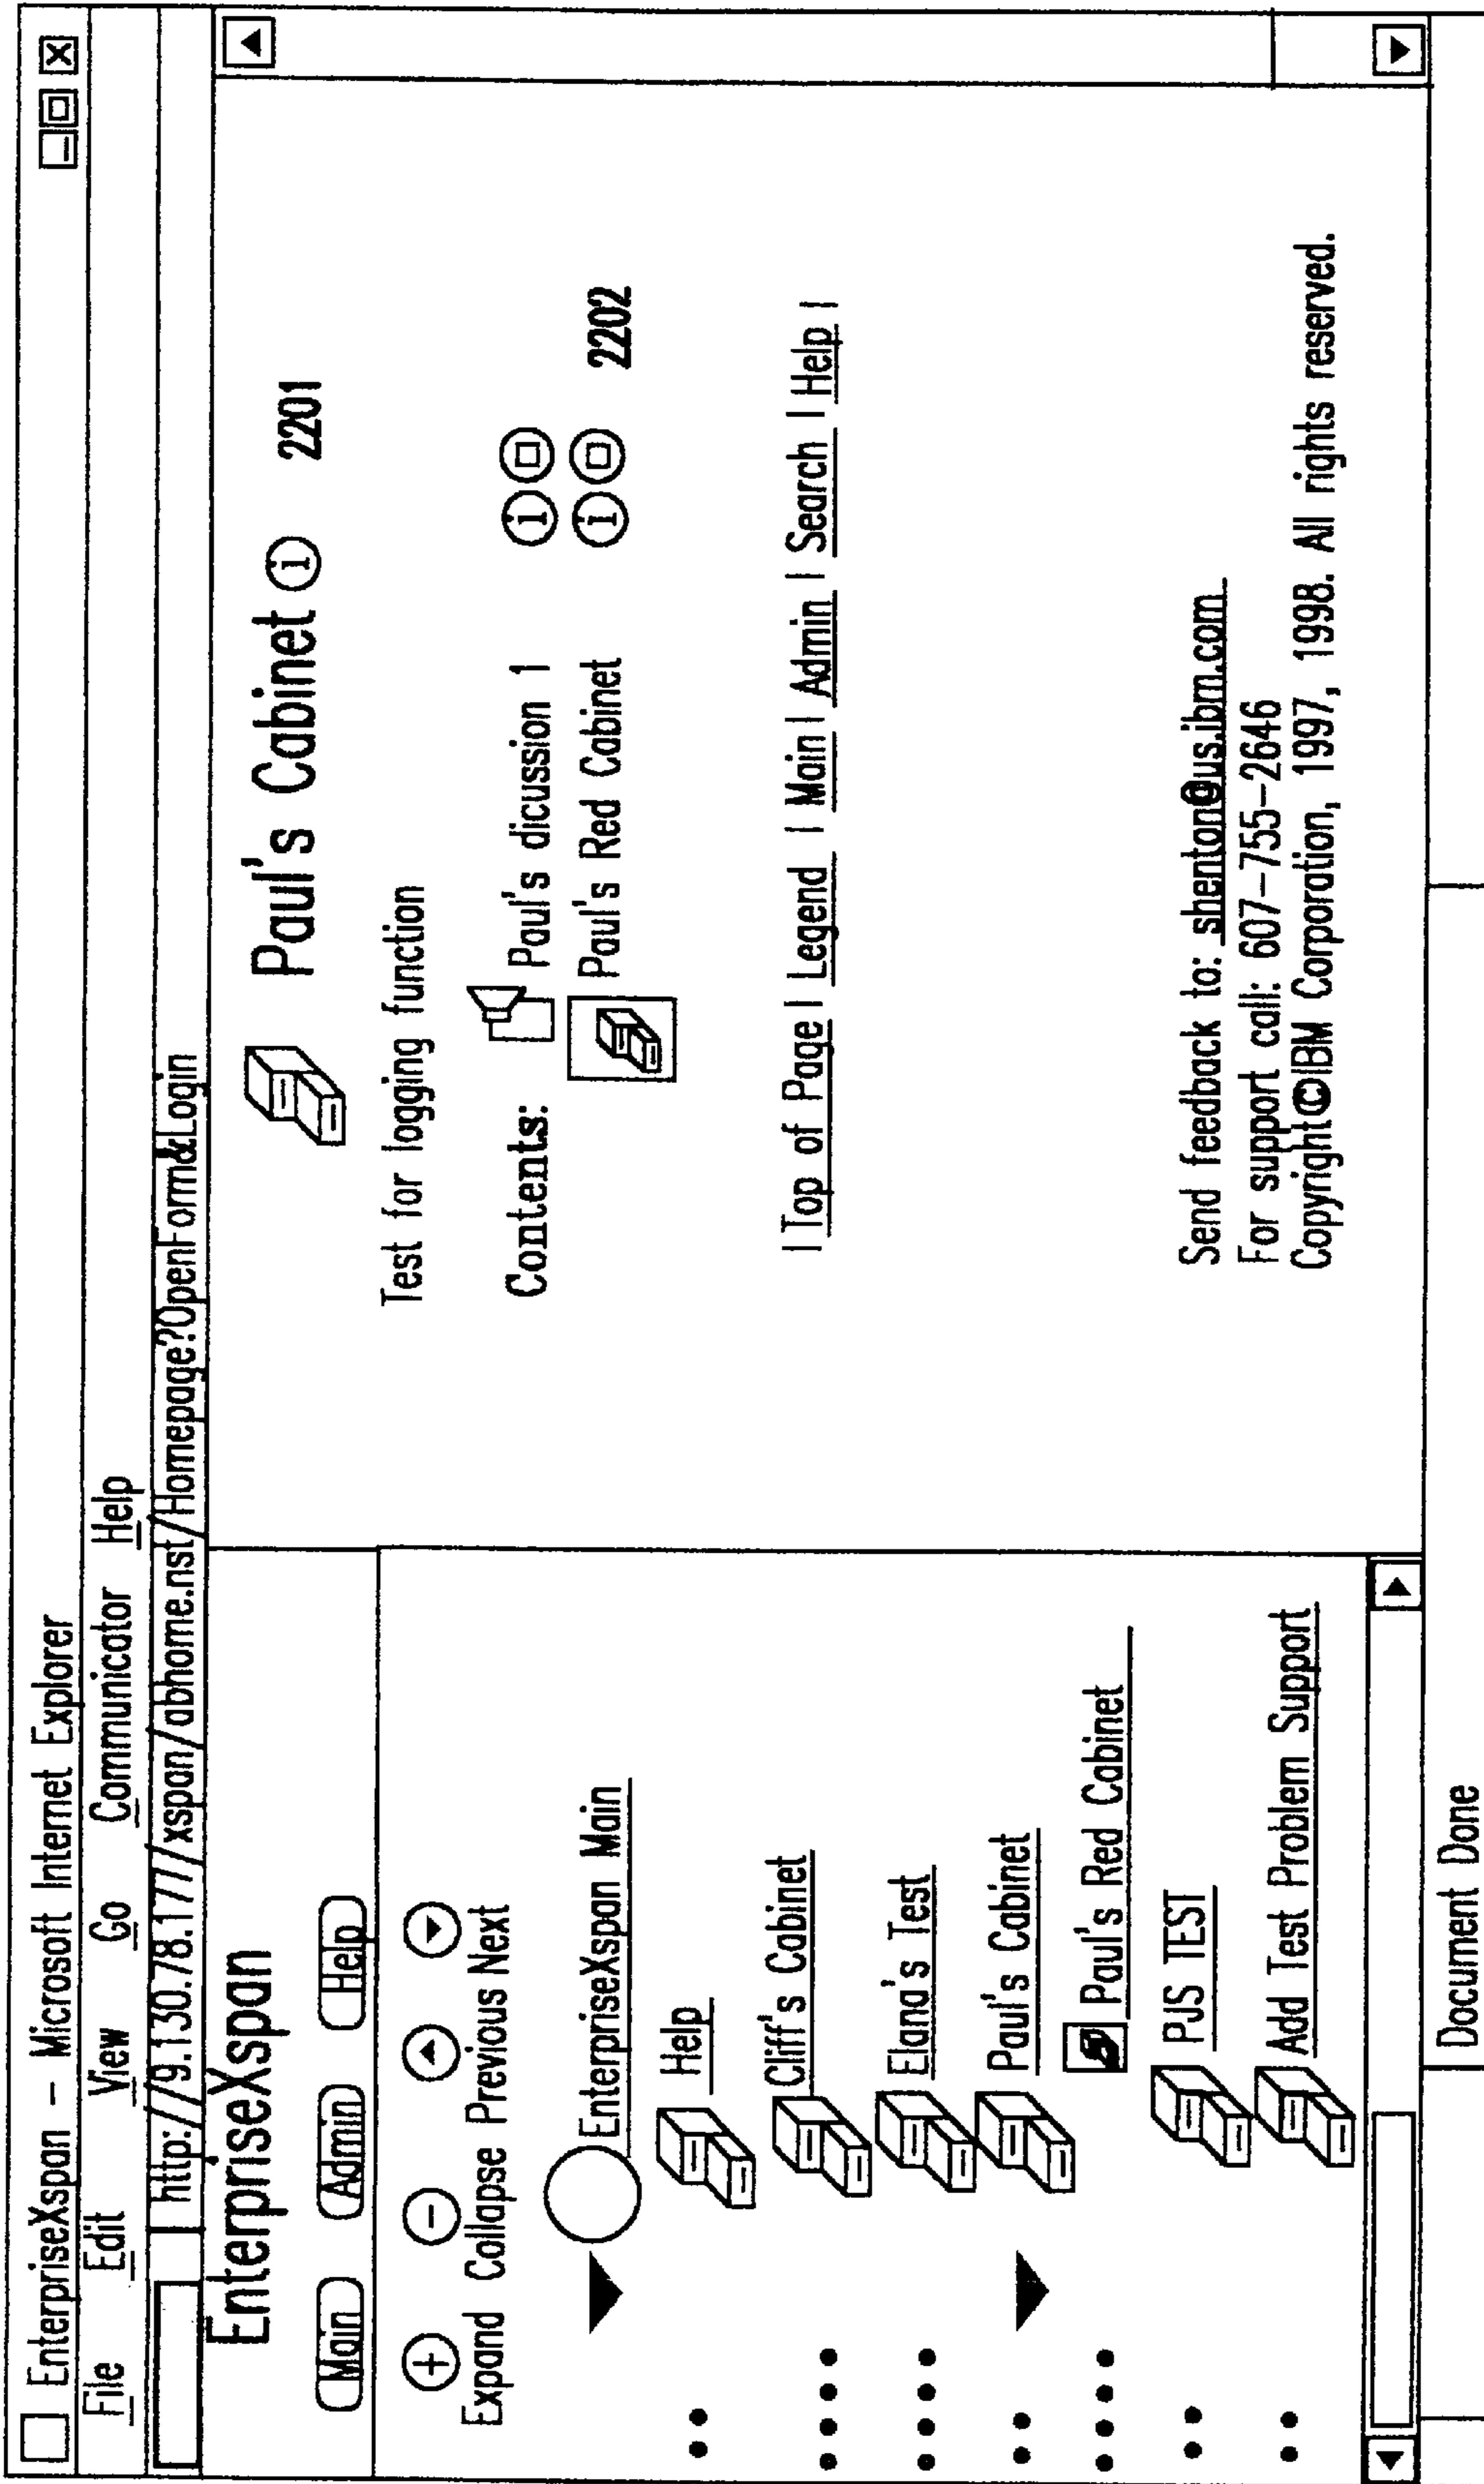 EnterpriseXspan – Microsoft Internet Explorer
File Edit View Go Communicator Help
http://9.130.78.177/xspan/abhome.nsf/Homepage?OpenForm&Login
EnterpriseXspan
Main Admin Help
Expand Collapse Previous Next
EnterpriseXspan Main
Help
Cliff's Cabinet
Elana's Test
Paul's Cabinet
Paul's Red Cabinet
PJS TEST
Add Test Problem Support
Paul's Cabinet i 2201
Test for logging function
Contents: Paul's dicussion 1 i
Paul's Red Cabinet i 2202
| Top of Page | Legend | Main | Admin | Search | Help |
Send feedback to: shenton@us.ibm.com
For support call: 607-755-2646
Copyright©IBM Corporation, 1997, 1998. All rights reserved.
Document Done